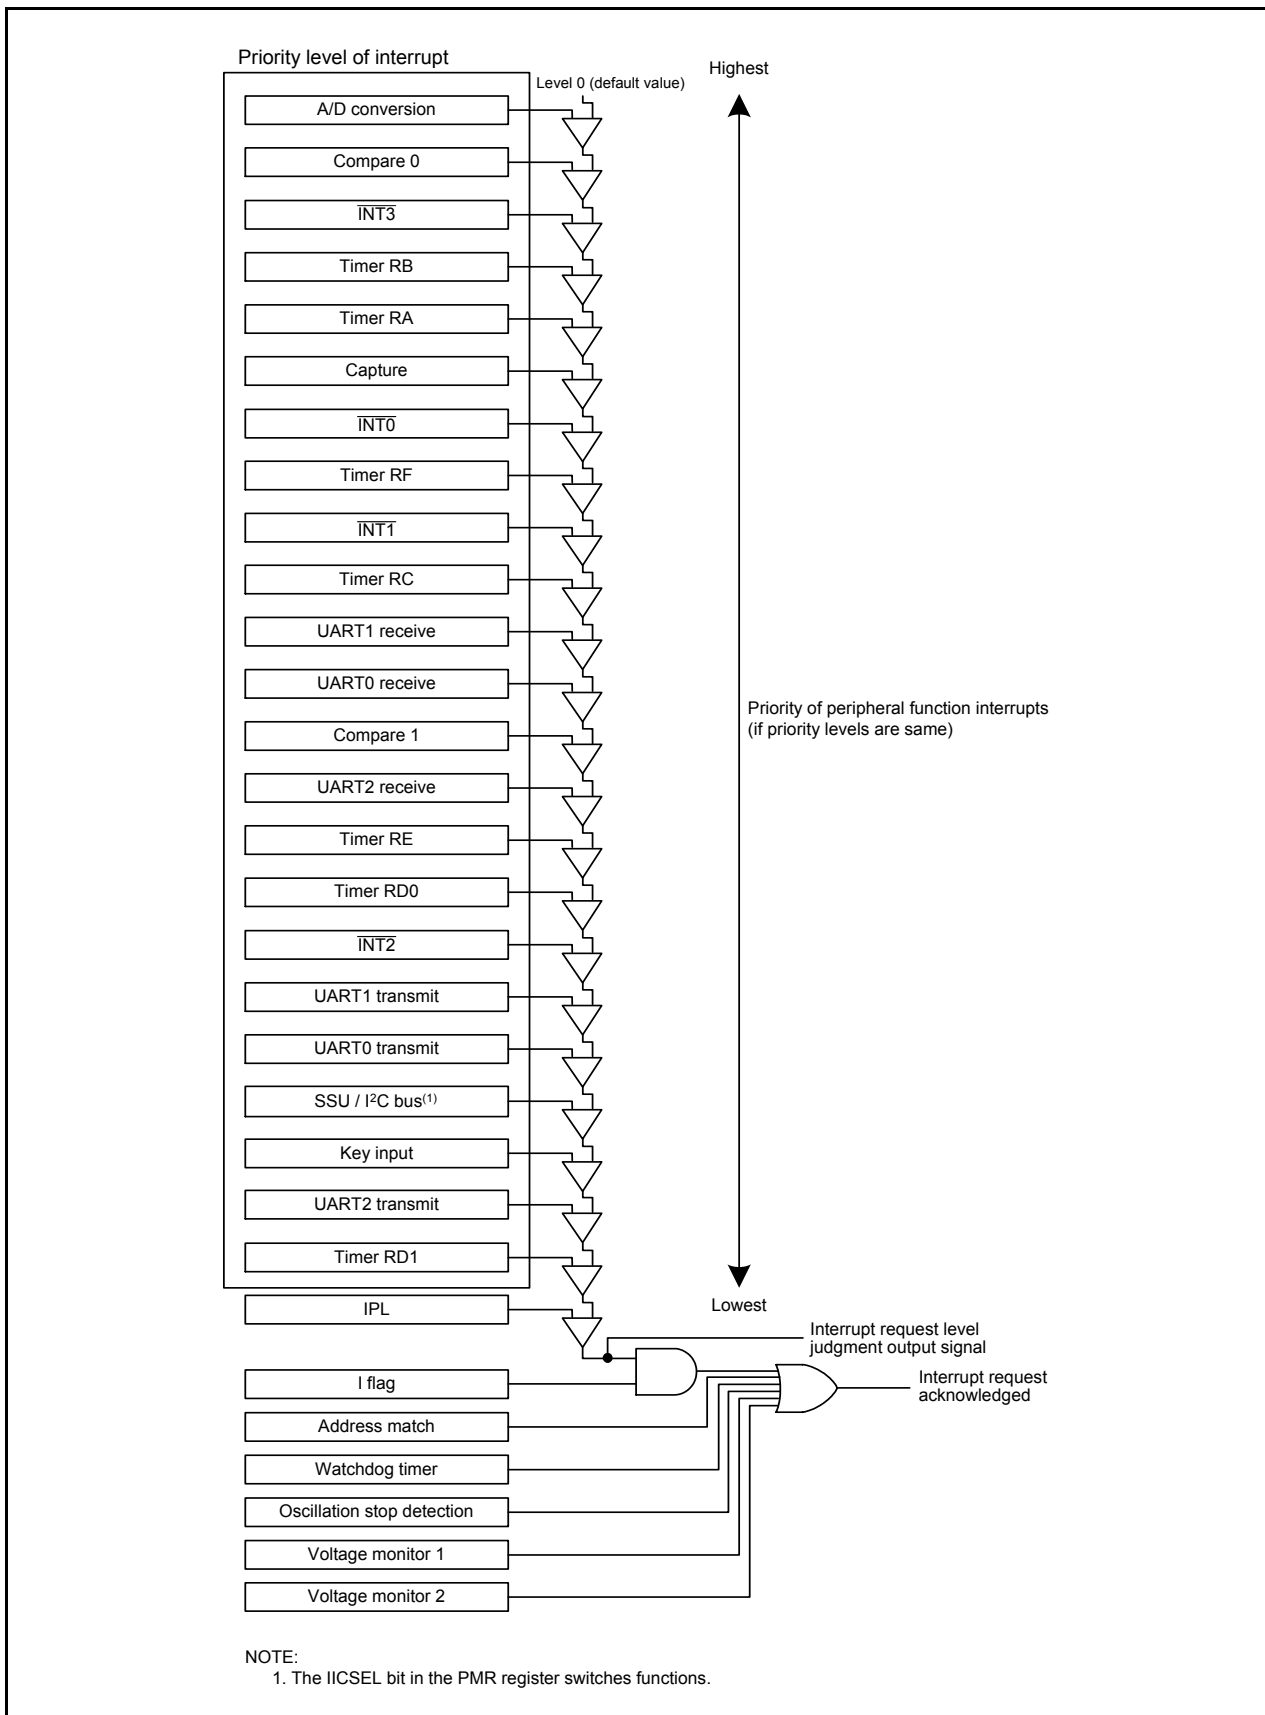 Priority level of interrupt
Level 0 (default value)
Highest
A/D conversion
Compare 0
INT3
Timer RB
Timer RA
Capture
INT0
Timer RF
INT1
Timer RC
UART1 receive
UART0 receive
Priority of peripheral function interrupts
(if priority levels are same)
Compare 1
UART2 receive
Timer RE
Timer RD0
INT2
UART1 transmit
UART0 transmit
SSU / I²C bus(1)
Key input
UART2 transmit
Timer RD1
Lowest
IPL
Interrupt request level
judgment output signal
I flag
Interrupt request
acknowledged
Address match
Watchdog timer
Oscillation stop detection
Voltage monitor 1
Voltage monitor 2
NOTE:
1. The IICSEL bit in the PMR register switches functions.